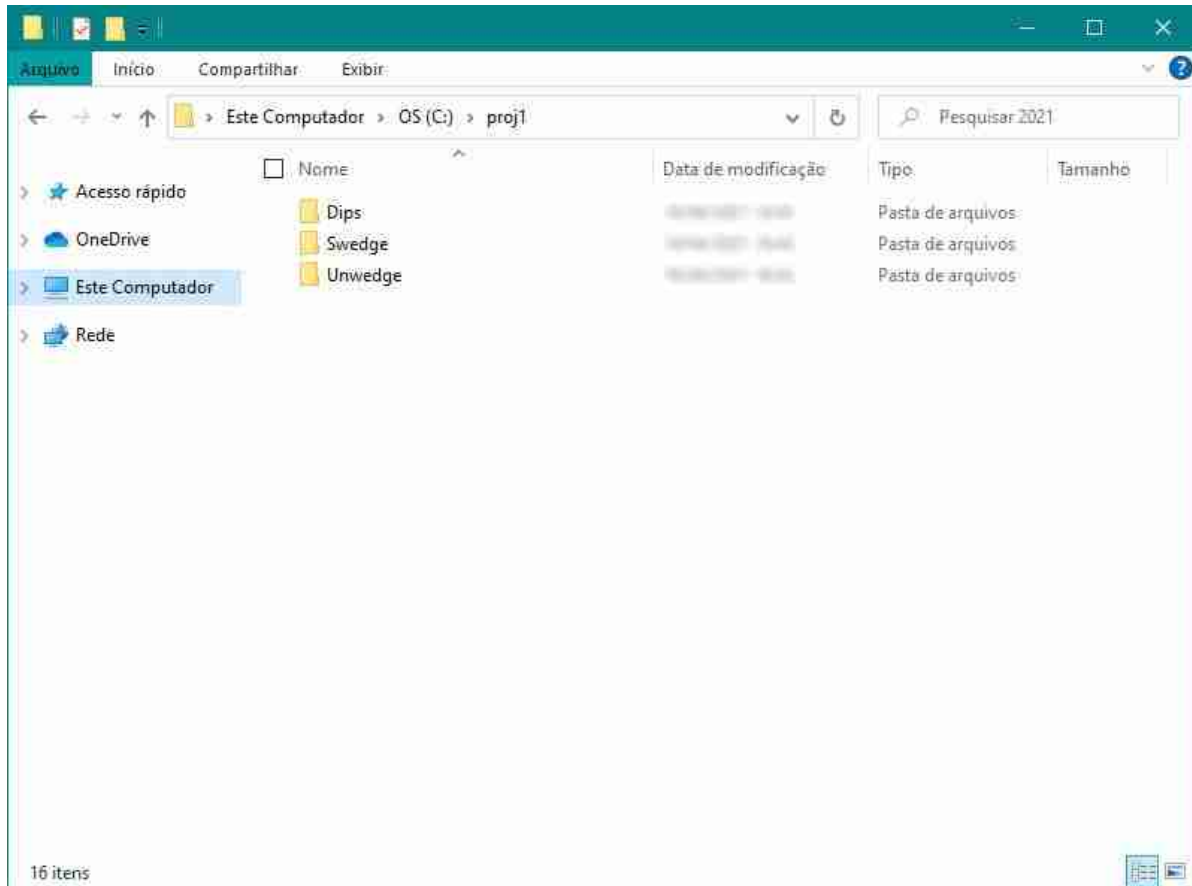 Arquivo Início Compartilhar Exibir ?
Este Computador › OS (C:) › proj1 Pesquisar 2021
Nome Data de modificação Tipo Tamanho
Acesso rápido
OneDrive
Este Computador
Rede
Dips Pasta de arquivos
Swedge Pasta de arquivos
Unwedge Pasta de arquivos
16 itens